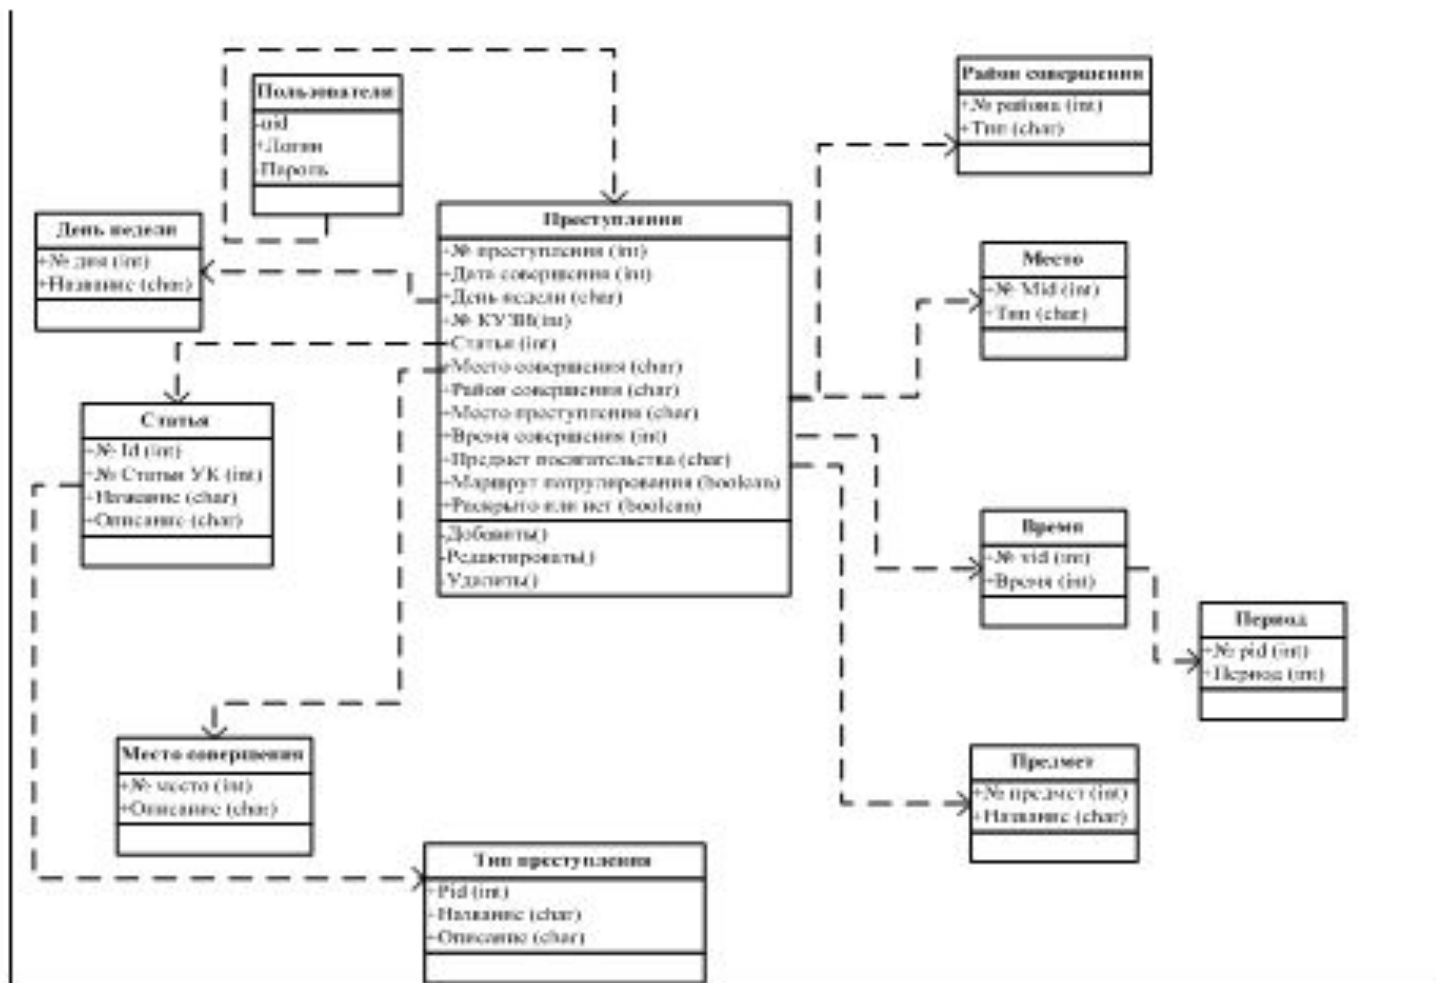 Пользователи
-uid
+Логин
-Пароль
Район совершения
+№ района (int)
+Тип (char)
День недели
+№ дня (int)
+Название (char)
Преступления
+№ преступления (int)
+Дата совершения (int)
+День недели (char)
+№ КУЗП(int)
-Статья (int)
+Место совершения (char)
+Район совершения (char)
+Место преступления (char)
+Время совершения (int)
+Предмет посягательства (char)
+Маршрут патрулирования (boolean)
+Раскрыто или нет (boolean)
-Добавить()
-Редактировать()
-Удалить()
Место
+№ Mid (int)
+Тип (char)
Статья
+№ Id (int)
+№ Статьи УК (int)
+Название (char)
+Описание (char)
Время
+№ vid (int)
+Время (int)
Период
+№ pid (int)
+Период (int)
Место совершения
+№ место (int)
+Описание (char)
Предмет
+№ предмет (int)
+Название (char)
Тип преступления
+Pid (int)
+Название (char)
+Описание (char)